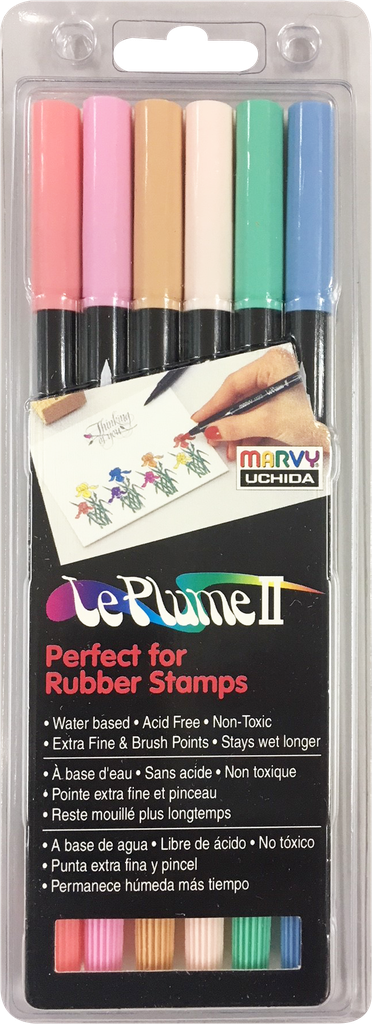 Thinking
of you
MARVY
UCHIDA
Le Plume II
Perfect for
Rubber Stamps
• Water based • Acid Free • Non-Toxic
• Extra Fine & Brush Points • Stays wet longer
• À base d'eau • Sans acide • Non toxique
• Pointe extra fine et pinceau
• Reste mouillé plus longtemps
• A base de agua • Libre de ácido • No tóxico
• Punta extra fina y pincel
• Permanece húmeda más tiempo